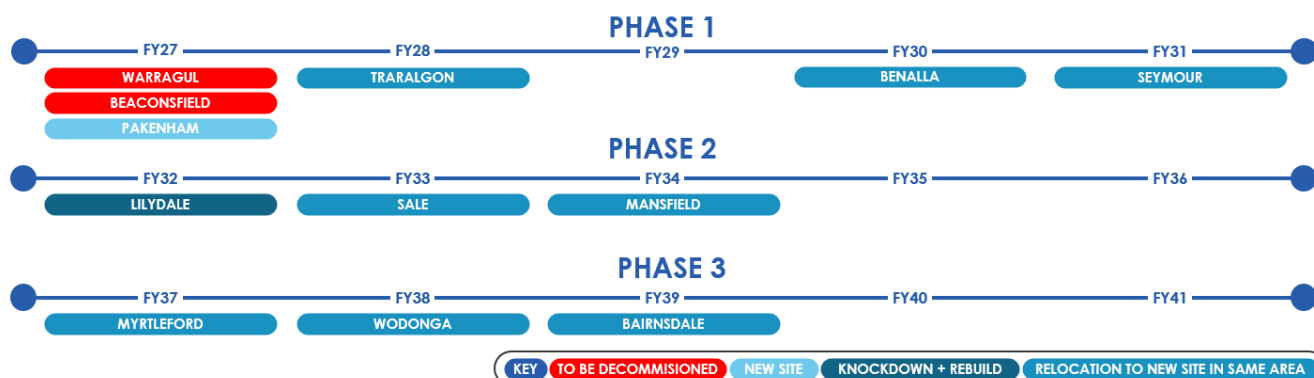 PHASE 1
FY27 FY28 FY29 FY30 FY31
WARRAGUL TRARALGON BENALLA SEYMOUR
BEACONSFIELD
PAKENHAM
PHASE 2
FY32 FY33 FY34 FY35 FY36
LILYDALE SALE MANSFIELD
PHASE 3
FY37 FY38 FY39 FY40 FY41
MYRTLEFORD WODONGA BAIRNSDALE
KEY TO BE DECOMMISIONED NEW SITE KNOCKDOWN + REBUILD RELOCATION TO NEW SITE IN SAME AREA